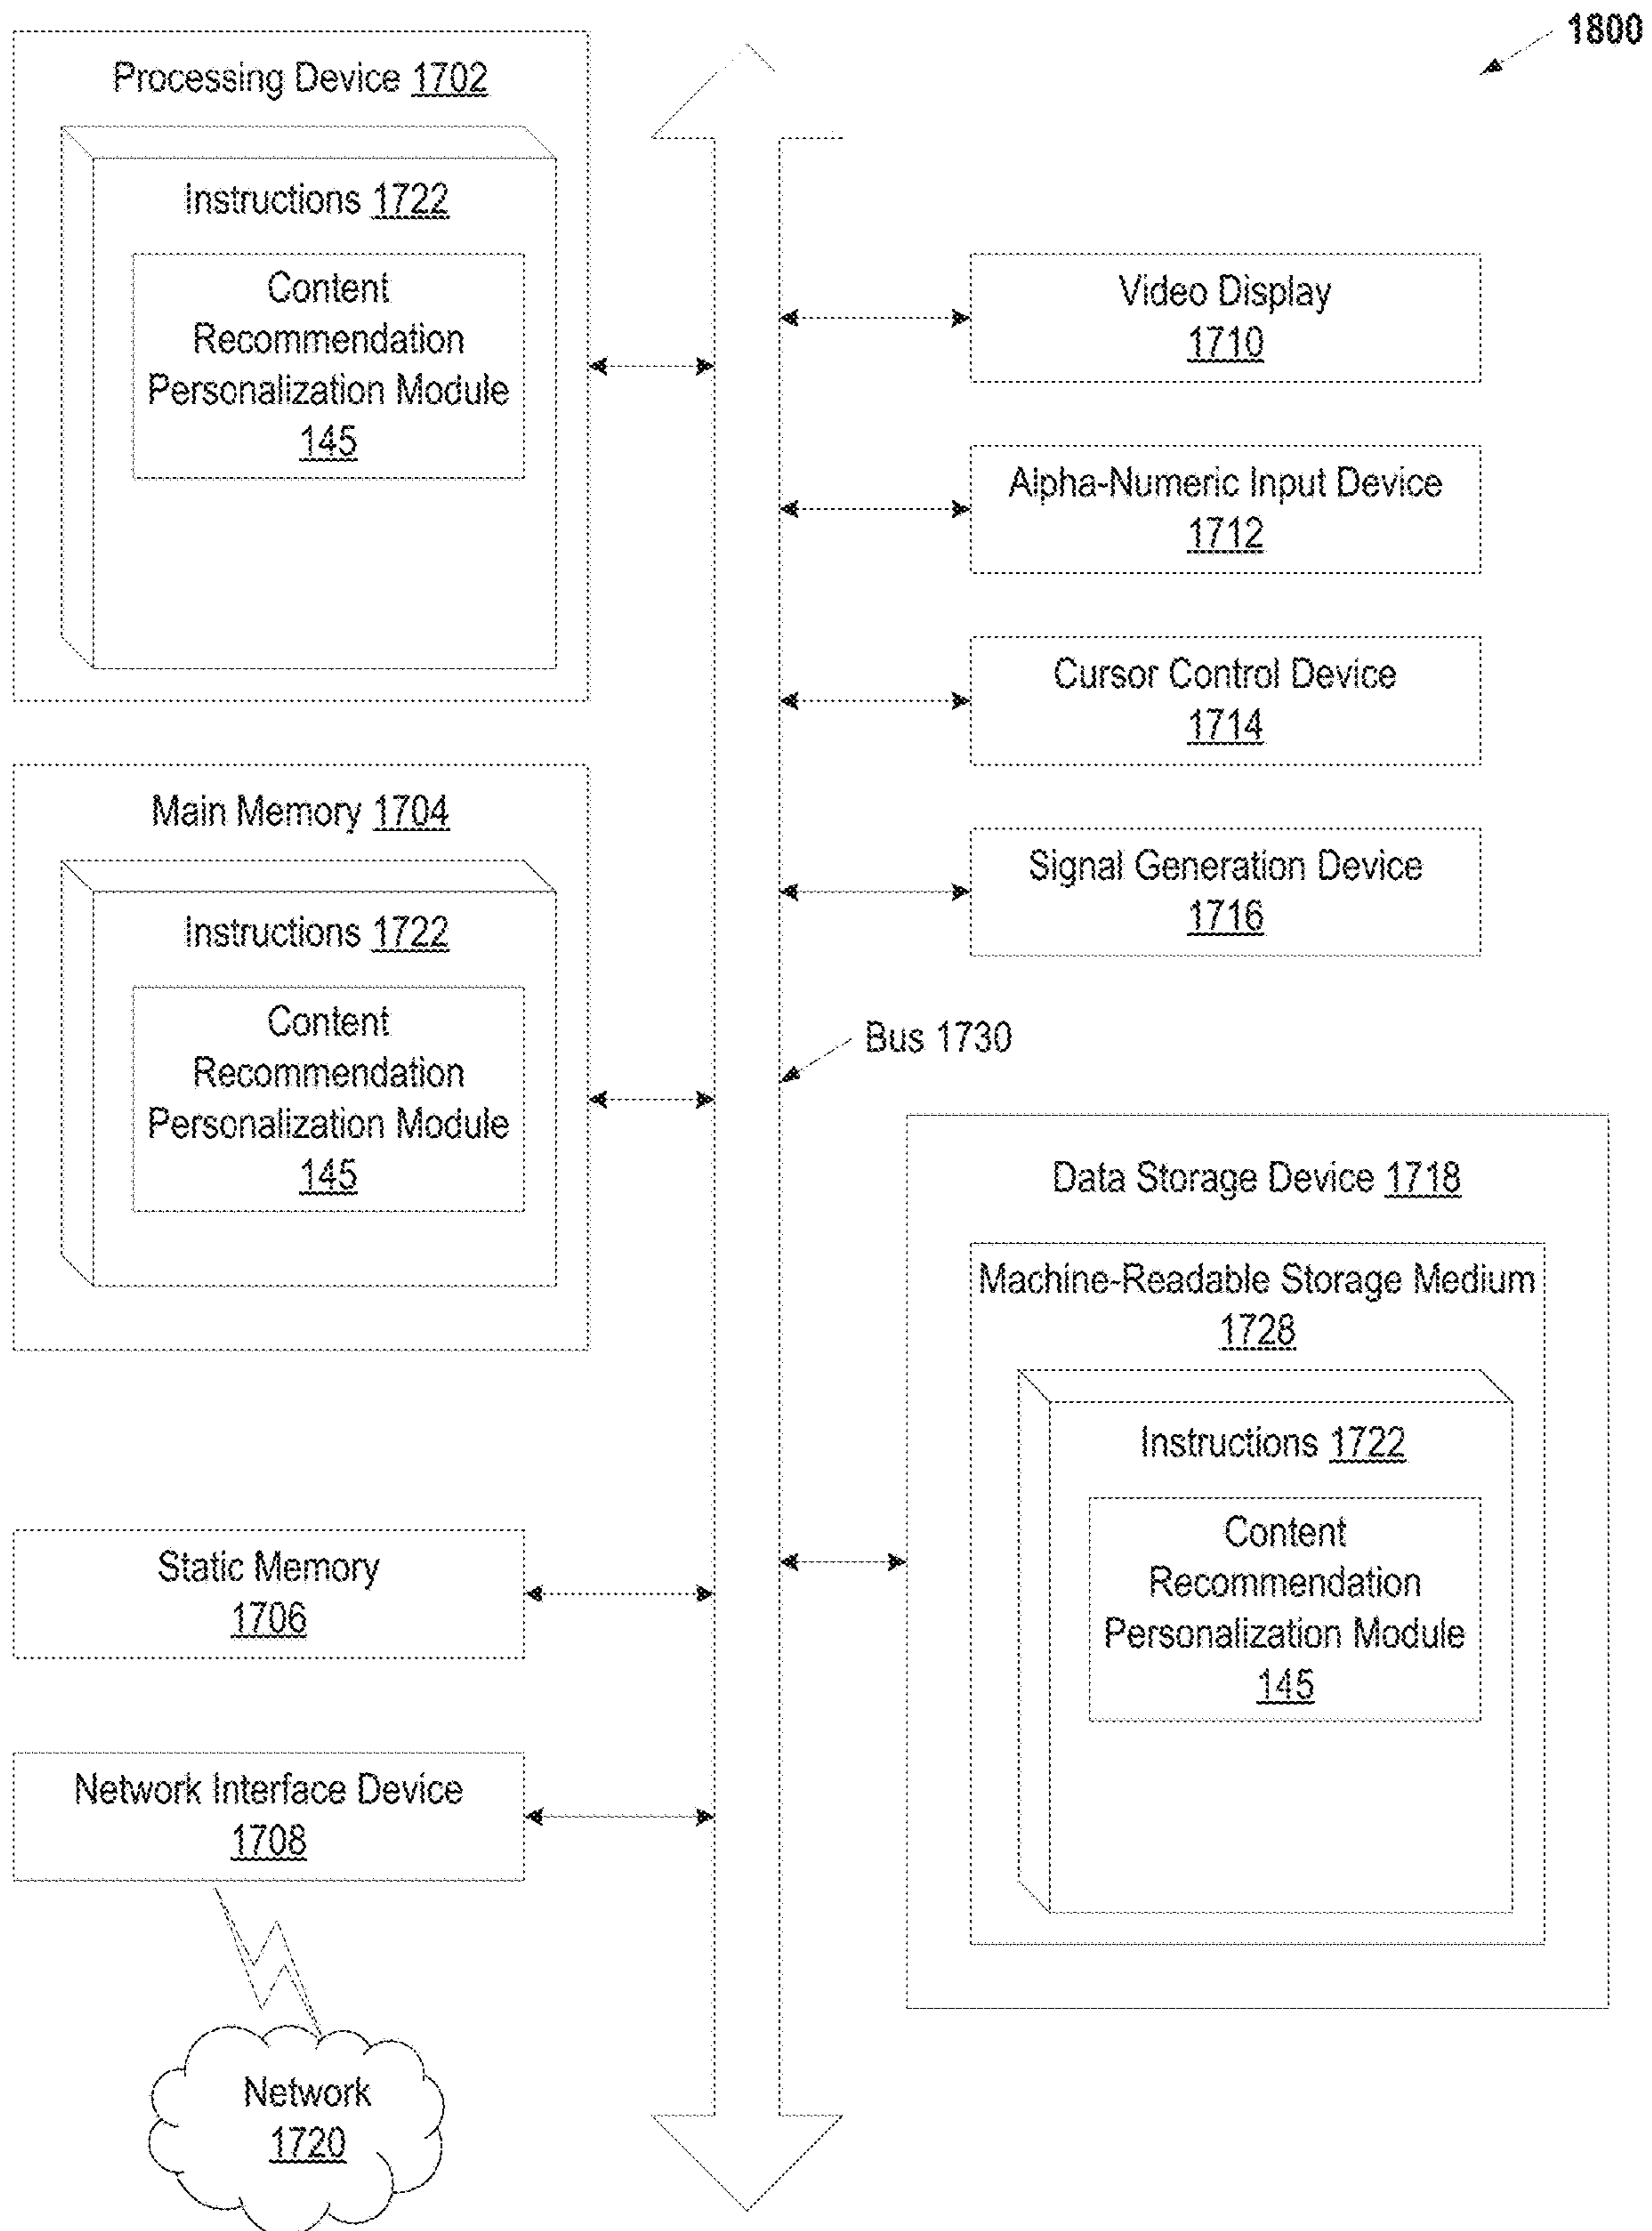 1800
Processing Device 1702
Instructions 1722
Content
Recommendation
Personalization Module
145
Video Display
1710
Alpha-Numeric Input Device
1712
Cursor Control Device
1714
Main Memory 1704
Instructions 1722
Content
Recommendation
Personalization Module
145
Signal Generation Device
1716
Bus 1730
Data Storage Device 1718
Machine-Readable Storage Medium
1728
Instructions 1722
Content
Recommendation
Personalization Module
145
Static Memory
1706
Network Interface Device
1708
Network
1720